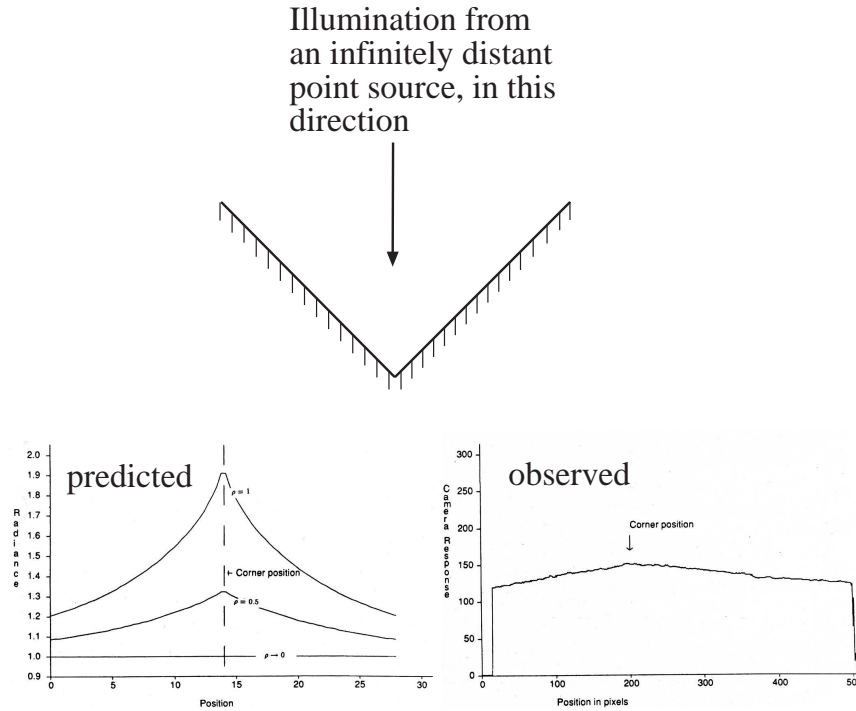 Illumination from
an infinitely distant
point source, in this
direction
predicted
2.0
1.9
1.8
1.7
1.6
1.5
1.4
1.3
1.2
1.1
1.0
0.9
Radiance
ρ = 1
← Corner position
ρ = 0.5
ρ → 0
0 5 10 15 20 25 30
Position
observed
300
250
200
150
100
50
0
Camera Response
Corner position
0 100 200 300 400 500
Position in pixels